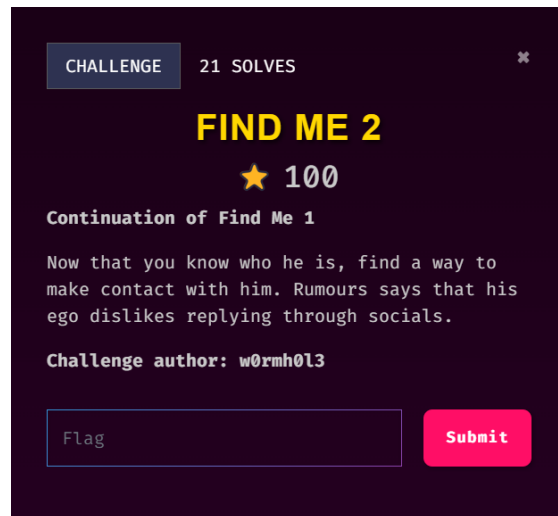 CHALLENGE
21 SOLVES
✖
FIND ME 2
⭐ 100
Continuation of Find Me 1
Now that you know who he is, find a way to
make contact with him. Rumours says that his
ego dislikes replying through socials.
Challenge author: w0rmh0l3
Flag
Submit